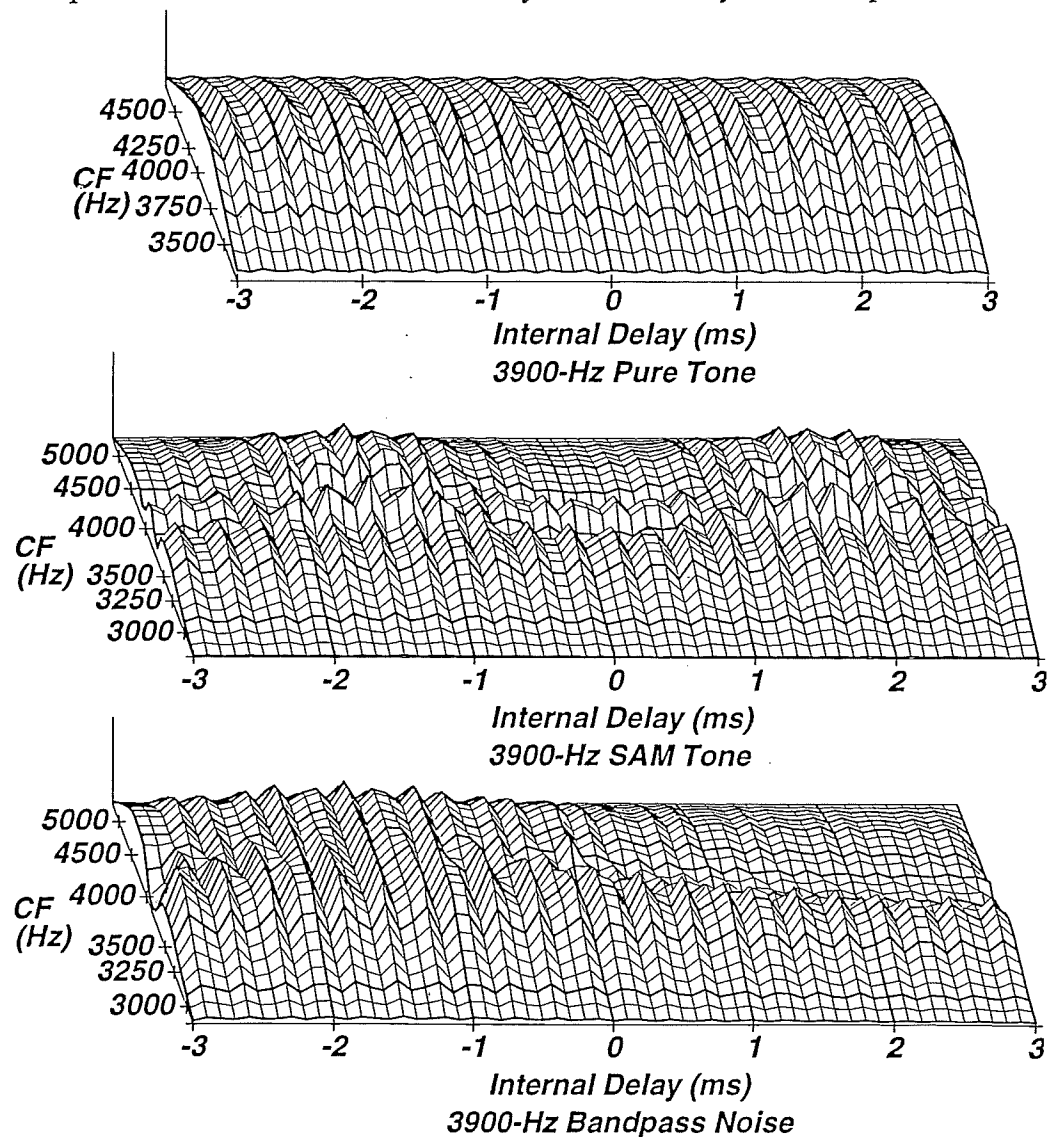 4500
4250
4000
CF
(Hz) 3750
3500
-3 -2 -1 0 1 2 3
Internal Delay (ms)
3900-Hz Pure Tone
5000
4500
4000
CF
(Hz) 3500
3250
3000
-3 -2 -1 0 1 2 3
Internal Delay (ms)
3900-Hz SAM Tone
5000
4500
4000
CF
(Hz) 3500
3250
3000
-3 -2 -1 0 1 2 3
Internal Delay (ms)
3900-Hz Bandpass Noise